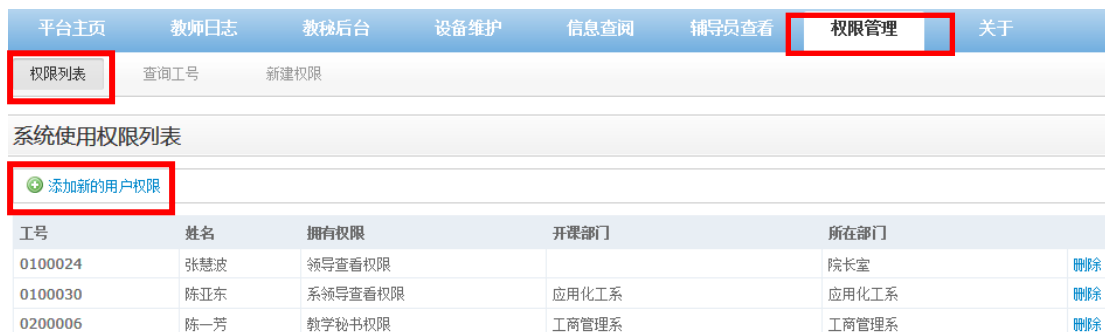 平台主页 教师日志 教秘后台 设备维护 信息查阅 辅导员查看 权限管理 关于
权限列表 查询工号 新建权限
系统使用权限列表
添加新的用户权限
工号 姓名 拥有权限 开课部门 所在部门
0100024 张慧波 领导查看权限 院长室 删除
0100030 陈亚东 系领导查看权限 应用化工系 应用化工系 删除
0200006 陈一芳 教学秘书权限 工商管理系 工商管理系 删除